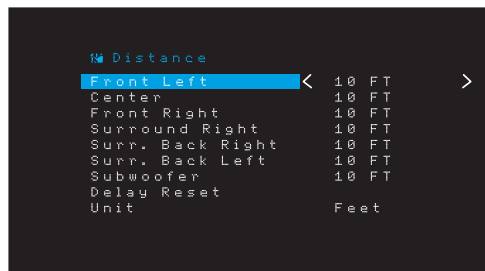 Distance
Front Left < 10 FT >
Center 10 FT
Front Right 10 FT
Surround Right 10 FT
Surr. Back Right 10 FT
Surr. Back Left 10 FT
Subwoofer 10 FT
Delay Reset
Unit Feet